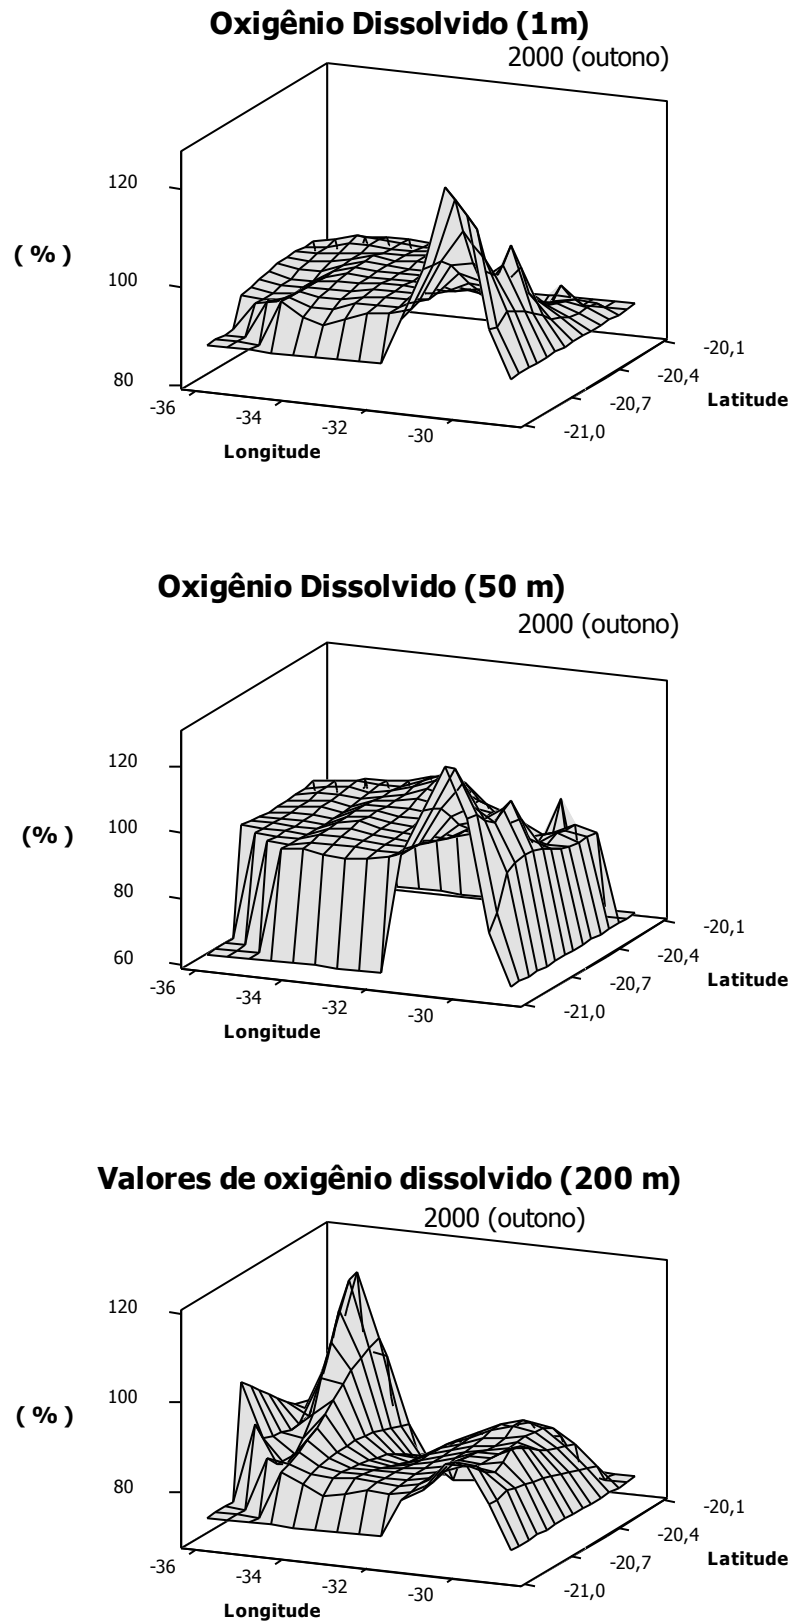 Oxigênio Dissolvido (1m)
2000 (outono)
120
( % )
100
80
-36
-34
-32
-30
Longitude
-21,0
-20,7
-20,4
-20,1
Latitude
Oxigênio Dissolvido (50 m)
2000 (outono)
120
(% )
100
80
60
-36
-34
-32
-30
Longitude
-21,0
-20,7
-20,4
-20,1
Latitude
Valores de oxigênio dissolvido (200 m)
2000 (outono)
120
100
( % )
80
-36
-34
-32
-30
Longitude
-21,0
-20,7
-20,4
-20,1
Latitude